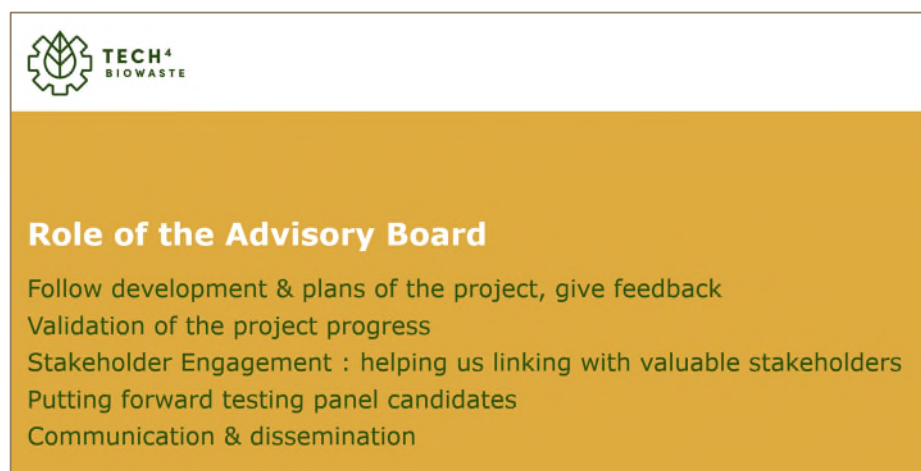 TECH⁴
BIOWASTE
Role of the Advisory Board
Follow development & plans of the project, give feedback
Validation of the project progress
Stakeholder Engagement : helping us linking with valuable stakeholders
Putting forward testing panel candidates
Communication & dissemination